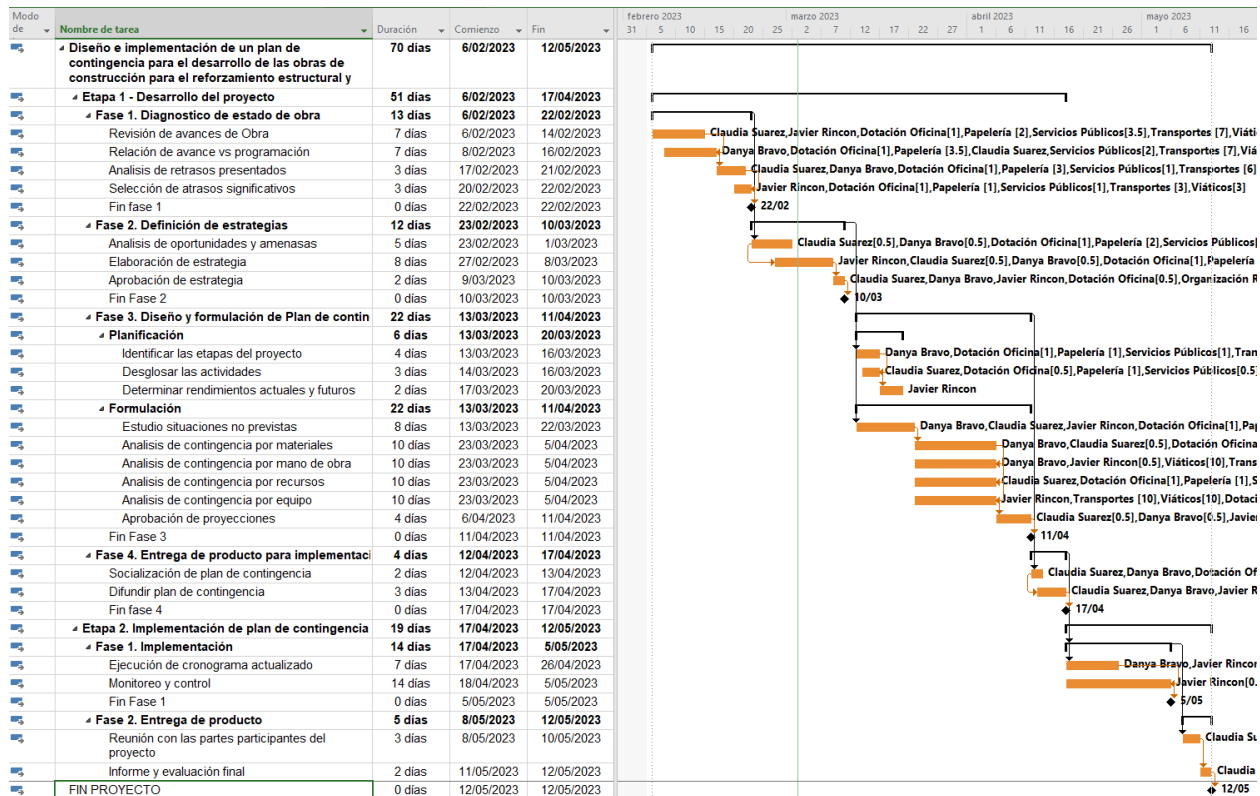 Modo de Nombre de tarea Duración Comienzo Fin febrero 2023 marzo 2023 abril 2023 mayo 2023
31 5 10 15 20 25 2 7 12 17 22 27 1 6 11 16 21 26 1 6 11 16
Diseño e implementación de un plan de 70 días 6/02/2023 12/05/2023
contingencia para el desarrollo de las obras de
construcción para el reforzamiento estructural y
Etapa 1 - Desarrollo del proyecto 51 días 6/02/2023 17/04/2023
Fase 1. Diagnostico de estado de obra 13 días 6/02/2023 22/02/2023
Revisión de avances de Obra 7 días 6/02/2023 14/02/2023 Claudia Suarez,Javier Rincon,Dotación Oficina[1],Papelería [2],Servicios Públicos[3.5],Transportes [7],Viátic
Relación de avance vs programación 7 días 8/02/2023 16/02/2023 Danya Bravo,Dotación Oficina[1],Papelería [3.5],Claudia Suarez,Servicios Públicos[2],Transportes [7],Viá
Analisis de retrasos presentados 3 días 17/02/2023 21/02/2023 Claudia Suarez,Danya Bravo,Dotación Oficina[1],Papelería [3],Servicios Públicos[1],Transportes [6]
Selección de atrasos significativos 3 días 20/02/2023 22/02/2023 Javier Rincon,Dotación Oficina[1],Papelería [1],Servicios Públicos[1],Transportes [3],Viáticos[3]
Fin fase 1 0 días 22/02/2023 22/02/2023 22/02
Fase 2. Definición de estrategias 12 días 23/02/2023 10/03/2023
Analisis de oportunidades y amenasas 5 días 23/02/2023 1/03/2023 Claudia Suarez[0.5],Danya Bravo[0.5],Dotación Oficina[1],Papelería [2],Servicios Públicos[
Elaboración de estrategia 8 días 27/02/2023 8/03/2023 Javier Rincon,Claudia Suarez[0.5],Danya Bravo[0.5],Dotación Oficina[1],Papelería
Aprobación de estrategia 2 días 9/03/2023 10/03/2023 Claudia Suarez,Danya Bravo,Javier Rincon,Dotación Oficina[0.5],Organización R
Fin Fase 2 0 días 10/03/2023 10/03/2023 10/03
Fase 3. Diseño y formulación de Plan de contin 22 días 13/03/2023 11/04/2023
Planificación 6 días 13/03/2023 20/03/2023
Identificar las etapas del proyecto 4 días 13/03/2023 16/03/2023 Danya Bravo,Dotación Oficina[1],Papelería [1],Servicios Públicos[1],Tran
Desglosar las actividades 3 días 14/03/2023 16/03/2023 Claudia Suarez,Dotación Oficina[0.5],Papelería [1],Servicios Públicos[0.5]
Determinar rendimientos actuales y futuros 2 días 17/03/2023 20/03/2023 Javier Rincon
Formulación 22 días 13/03/2023 11/04/2023
Estudio situaciones no previstas 8 días 13/03/2023 22/03/2023 Danya Bravo,Claudia Suarez,Javier Rincon,Dotación Oficina[1],Pap
Analisis de contingencia por materiales 10 días 23/03/2023 5/04/2023 Danya Bravo,Claudia Suarez[0.5],Dotación Oficina
Analisis de contingencia por mano de obra 10 días 23/03/2023 5/04/2023 Danya Bravo,Javier Rincon[0.5],Viáticos[10],Trans
Analisis de contingencia por recursos 10 días 23/03/2023 5/04/2023 Claudia Suarez,Dotación Oficina[1],Papelería [1],S
Analisis de contingencia por equipo 10 días 23/03/2023 5/04/2023 Javier Rincon,Transportes [10],Viáticos[10],Dotaci
Aprobación de proyecciones 4 días 6/04/2023 11/04/2023 Claudia Suarez[0.5],Danya Bravo[0.5],Javier
Fin Fase 3 0 días 11/04/2023 11/04/2023 11/04
Fase 4. Entrega de producto para implementaci 4 días 12/04/2023 17/04/2023
Socialización de plan de contingencia 2 días 12/04/2023 13/04/2023 Claudia Suarez,Danya Bravo,Dotación Of
Difundir plan de contingencia 3 días 13/04/2023 17/04/2023 Claudia Suarez,Danya Bravo,Javier R
Fin fase 4 0 días 17/04/2023 17/04/2023 17/04
Etapa 2. Implementación de plan de contingencia 19 días 17/04/2023 12/05/2023
Fase 1. Implementación 14 días 17/04/2023 5/05/2023
Ejecución de cronograma actualizado 7 días 17/04/2023 26/04/2023 Danya Bravo,Javier Rincon
Monitoreo y control 14 días 18/04/2023 5/05/2023 Javier Rincon[0.
Fin Fase 1 0 días 5/05/2023 5/05/2023 5/05
Fase 2. Entrega de producto 5 días 8/05/2023 12/05/2023
Reunión con las partes participantes del 3 días 8/05/2023 10/05/2023 Claudia Su
proyecto
Informe y evaluación final 2 días 11/05/2023 12/05/2023 Claudia
FIN PROYECTO 0 días 12/05/2023 12/05/2023 12/05